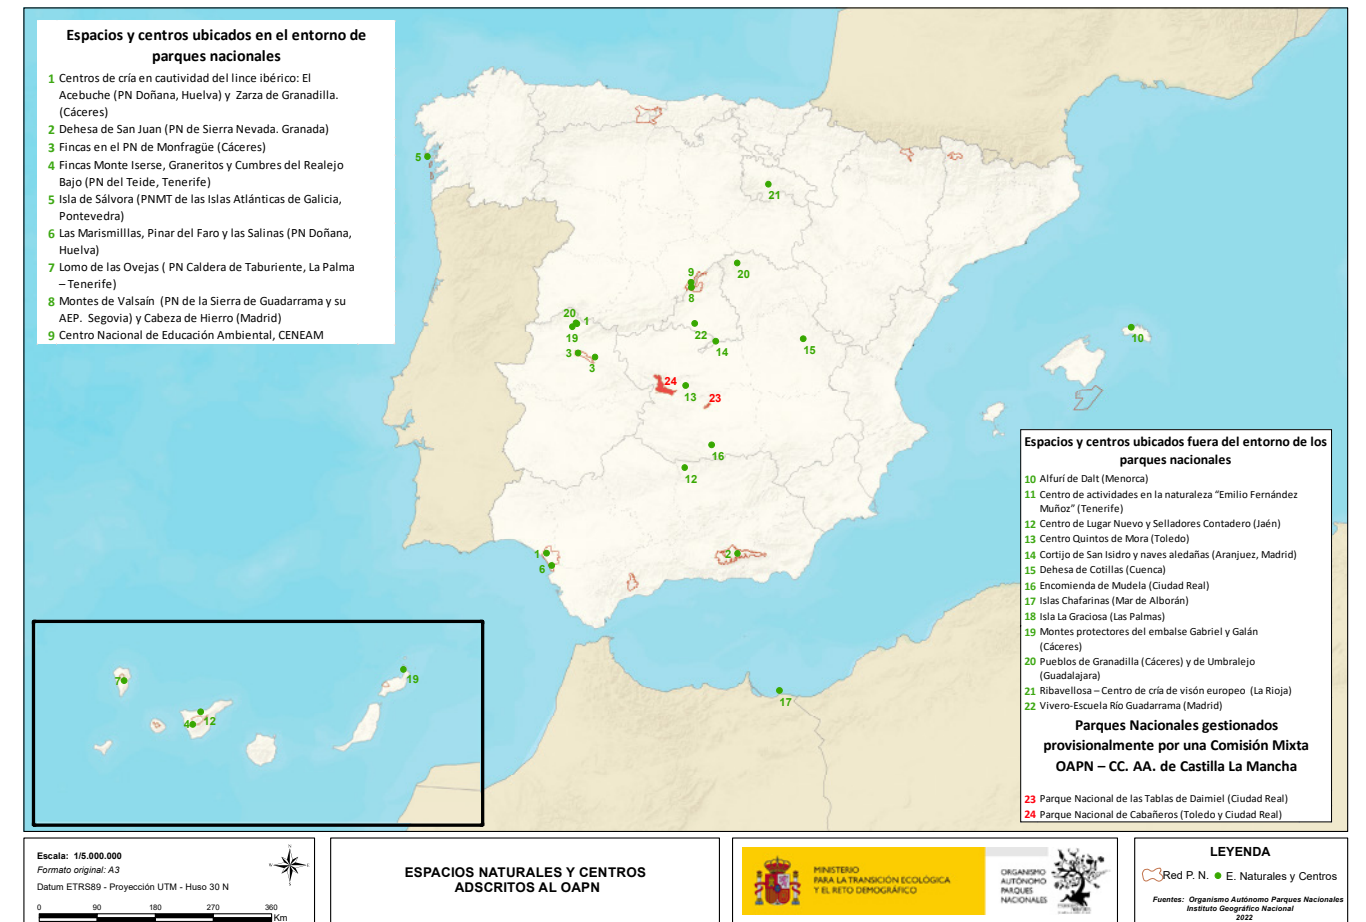 Espacios y centros ubicados en el entorno de
parques nacionales
1 Centros de cría en cautividad del lince ibérico: El
Acebuche (PN Doñana, Huelva) y Zarza de Granadilla.
(Cáceres)
2 Dehesa de San Juan (PN de Sierra Nevada. Granada)
3 Fincas en el PN de Monfragüe (Cáceres)
4 Fincas Monte Iserse, Graneritos y Cumbres del Realejo
Bajo (PN del Teide, Tenerife)
5 Isla de Sálvora (PNMT de las Islas Atlánticas de Galicia,
Pontevedra)
6 Las Marismilllas, Pinar del Faro y las Salinas (PN Doñana,
Huelva)
7 Lomo de las Ovejas ( PN Caldera de Taburiente, La Palma
– Tenerife)
8 Montes de Valsaín (PN de la Sierra de Guadarrama y su
AEP. Segovia) y Cabeza de Hierro (Madrid)
9 Centro Nacional de Educación Ambiental, CENEAM
5
21
9
20
8
20
1
19
22
14
15
10
3
3
24
13
23
16
12
1
6
2
17
7
4
12
19
Espacios y centros ubicados fuera del entorno de los
parques nacionales
10 Alfurí de Dalt (Menorca)
11 Centro de actividades en la naturaleza “Emilio Fernández
Muñoz” (Tenerife)
12 Centro de Lugar Nuevo y Selladores Contadero (Jaén)
13 Centro Quintos de Mora (Toledo)
14 Cortijo de San Isidro y naves aledañas (Aranjuez, Madrid)
15 Dehesa de Cotillas (Cuenca)
16 Encomienda de Mudela (Ciudad Real)
17 Islas Chafarinas (Mar de Alborán)
18 Isla La Graciosa (Las Palmas)
19 Montes protectores del embalse Gabriel y Galán
(Cáceres)
20 Pueblos de Granadilla (Cáceres) y de Umbralejo
(Guadalajara)
21 Ribavellosa – Centro de cría de visón europeo (La Rioja)
22 Vivero-Escuela Río Guadarrama (Madrid)
Parques Nacionales gestionados
provisionalmente por una Comisión Mixta
OAPN – CC. AA. de Castilla La Mancha
23 Parque Nacional de las Tablas de Daimiel (Ciudad Real)
24 Parque Nacional de Cabañeros (Toledo y Ciudad Real)
Escala: 1/5.000.000
Formato original: A3
Datum ETRS89 - Proyección UTM - Huso 30 N
0 90 180 270 360
Km
ESPACIOS NATURALES Y CENTROS
ADSCRITOS AL OAPN
MINISTERIO
PARA LA TRANSICIÓN ECOLÓGICA
Y EL RETO DEMOGRÁFICO
ORGANISMO
AUTÓNOMO
PARQUES
NACIONALES
LEYENDA
Red P. N. E. Naturales y Centros
Fuentes: Organismo Autónomo Parques Nacionales
Instituto Geográfico Nacional
2022